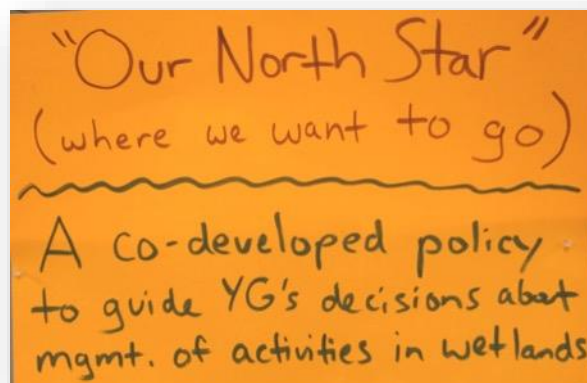 "Our North Star"
(where we want to go)
A co-developed policy
to guide YG's decisions about
mgmt. of activities in wetlands